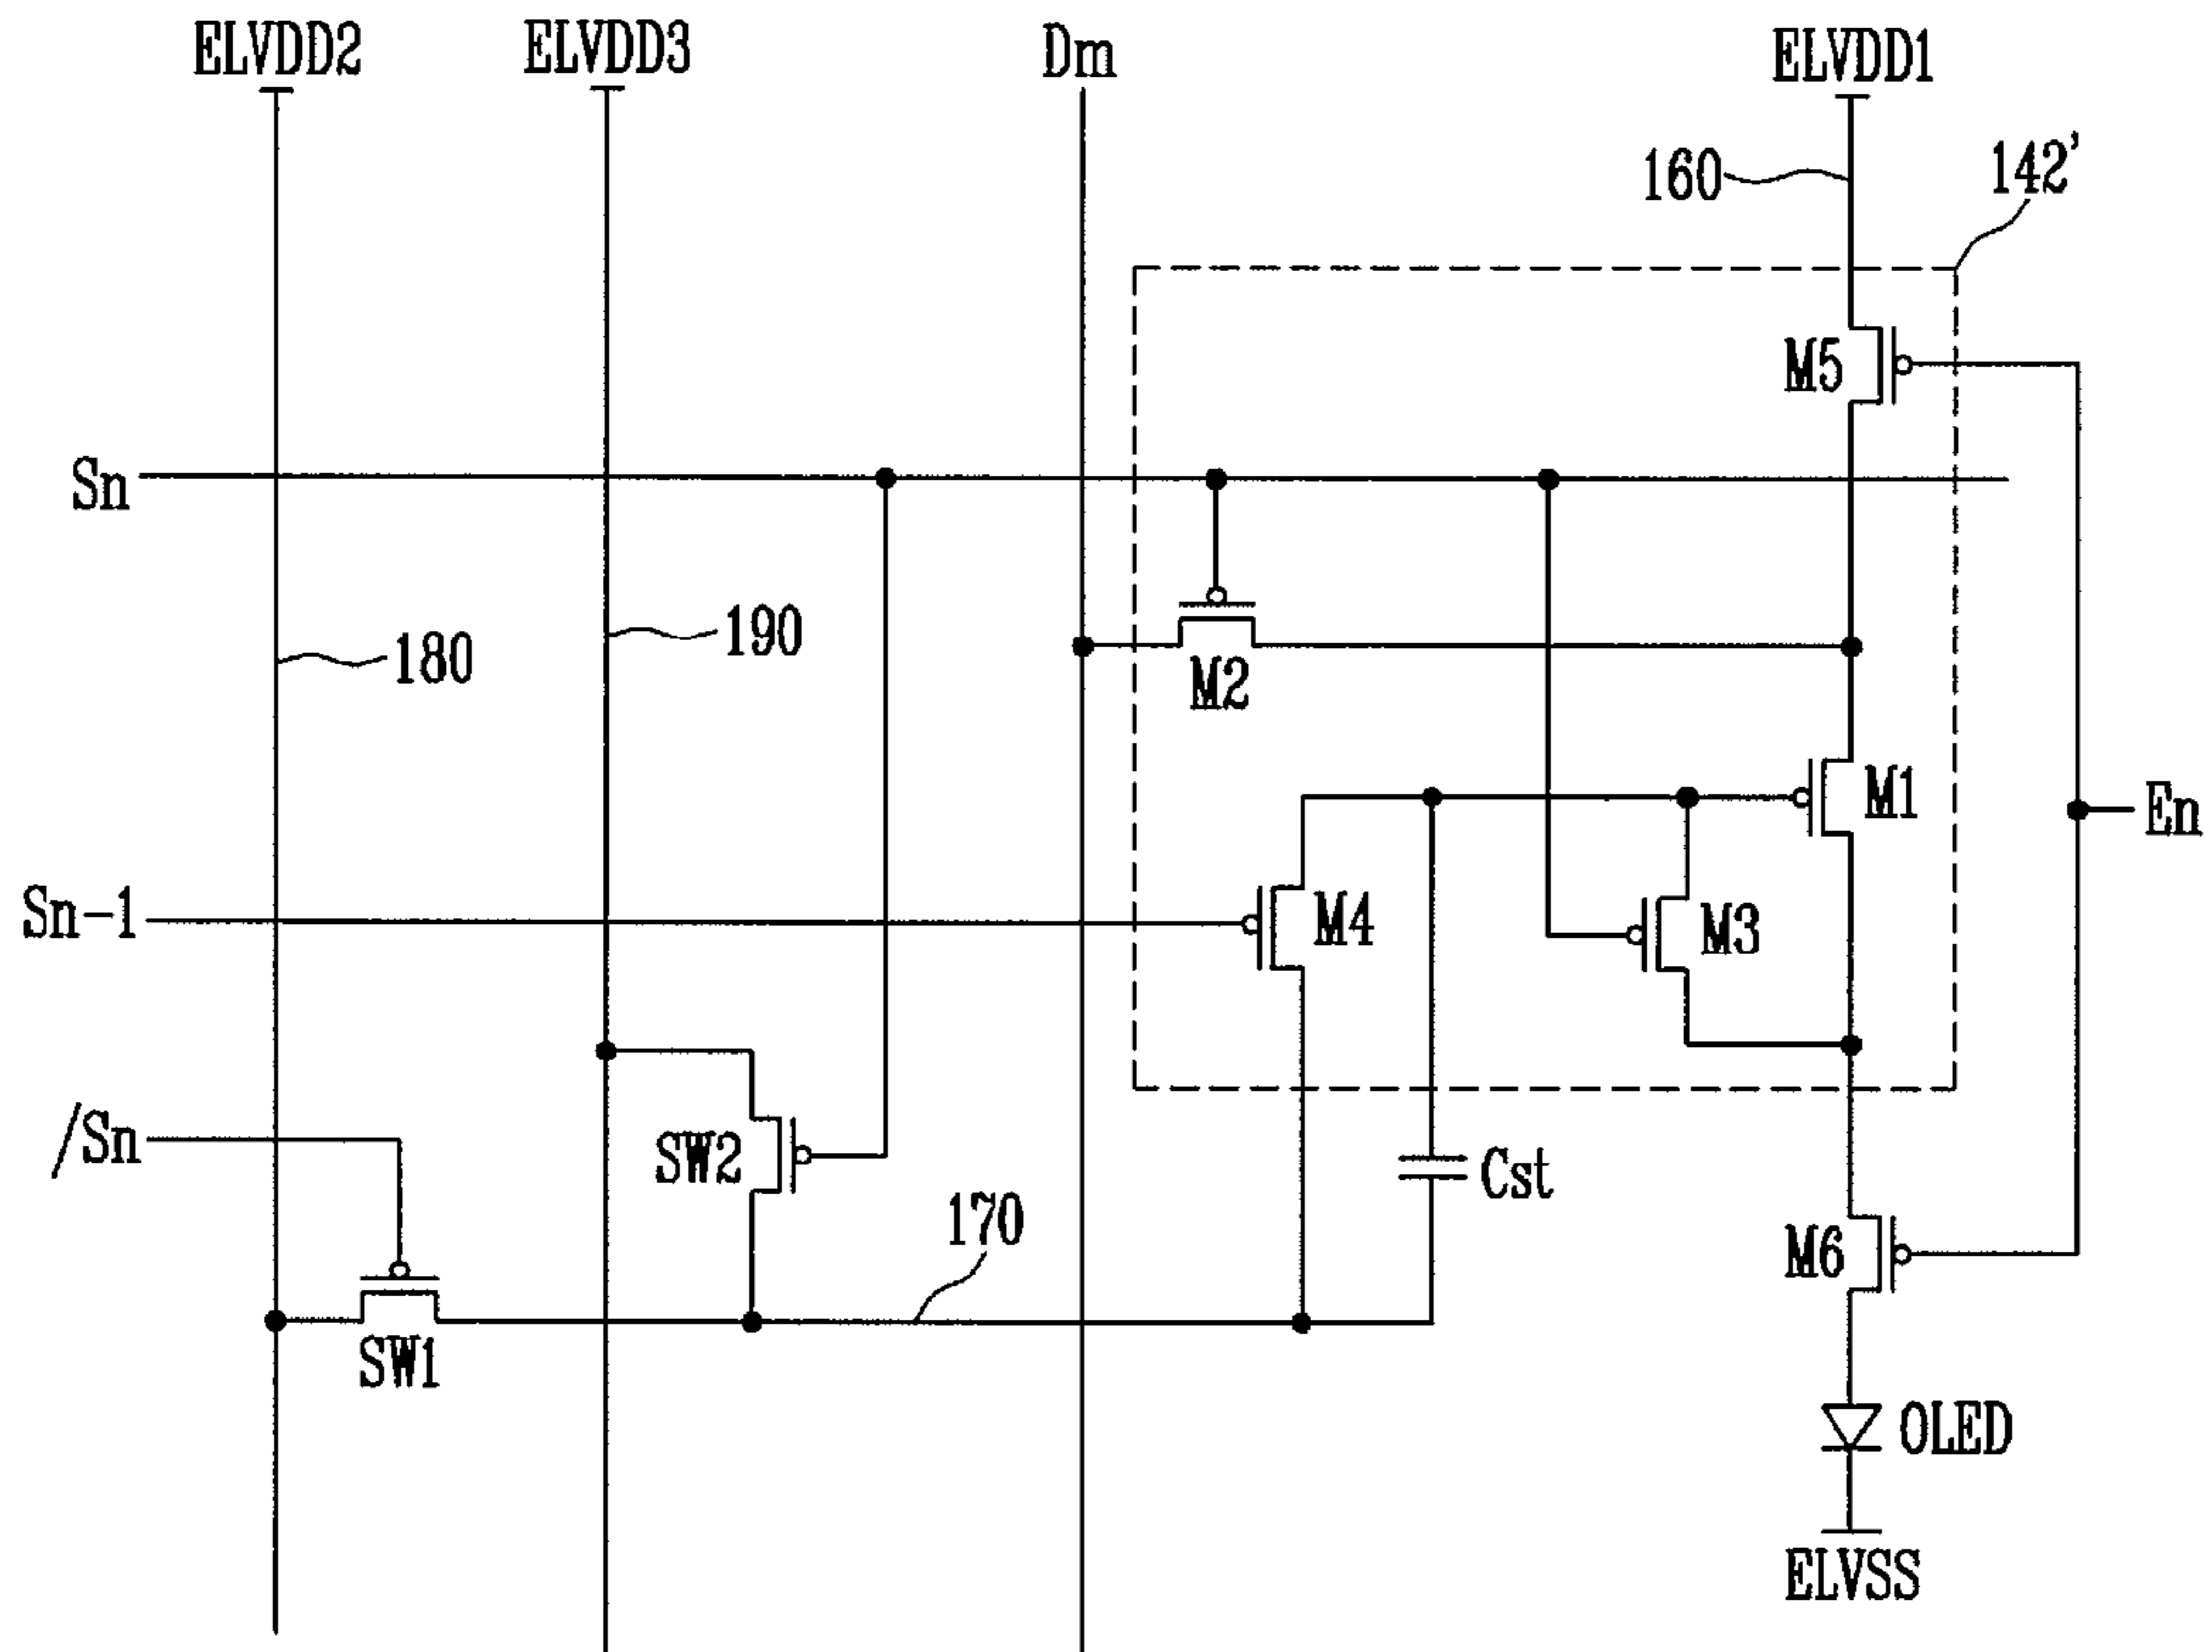 ELVDD2
ELVDD3
Dm
ELVDD1
160
142'
M5
Sn
180
190
M2
M1
En
Sn-1
M4
M3
/Sn
SW2
Cst
170
M6
SW1
OLED
ELVSS